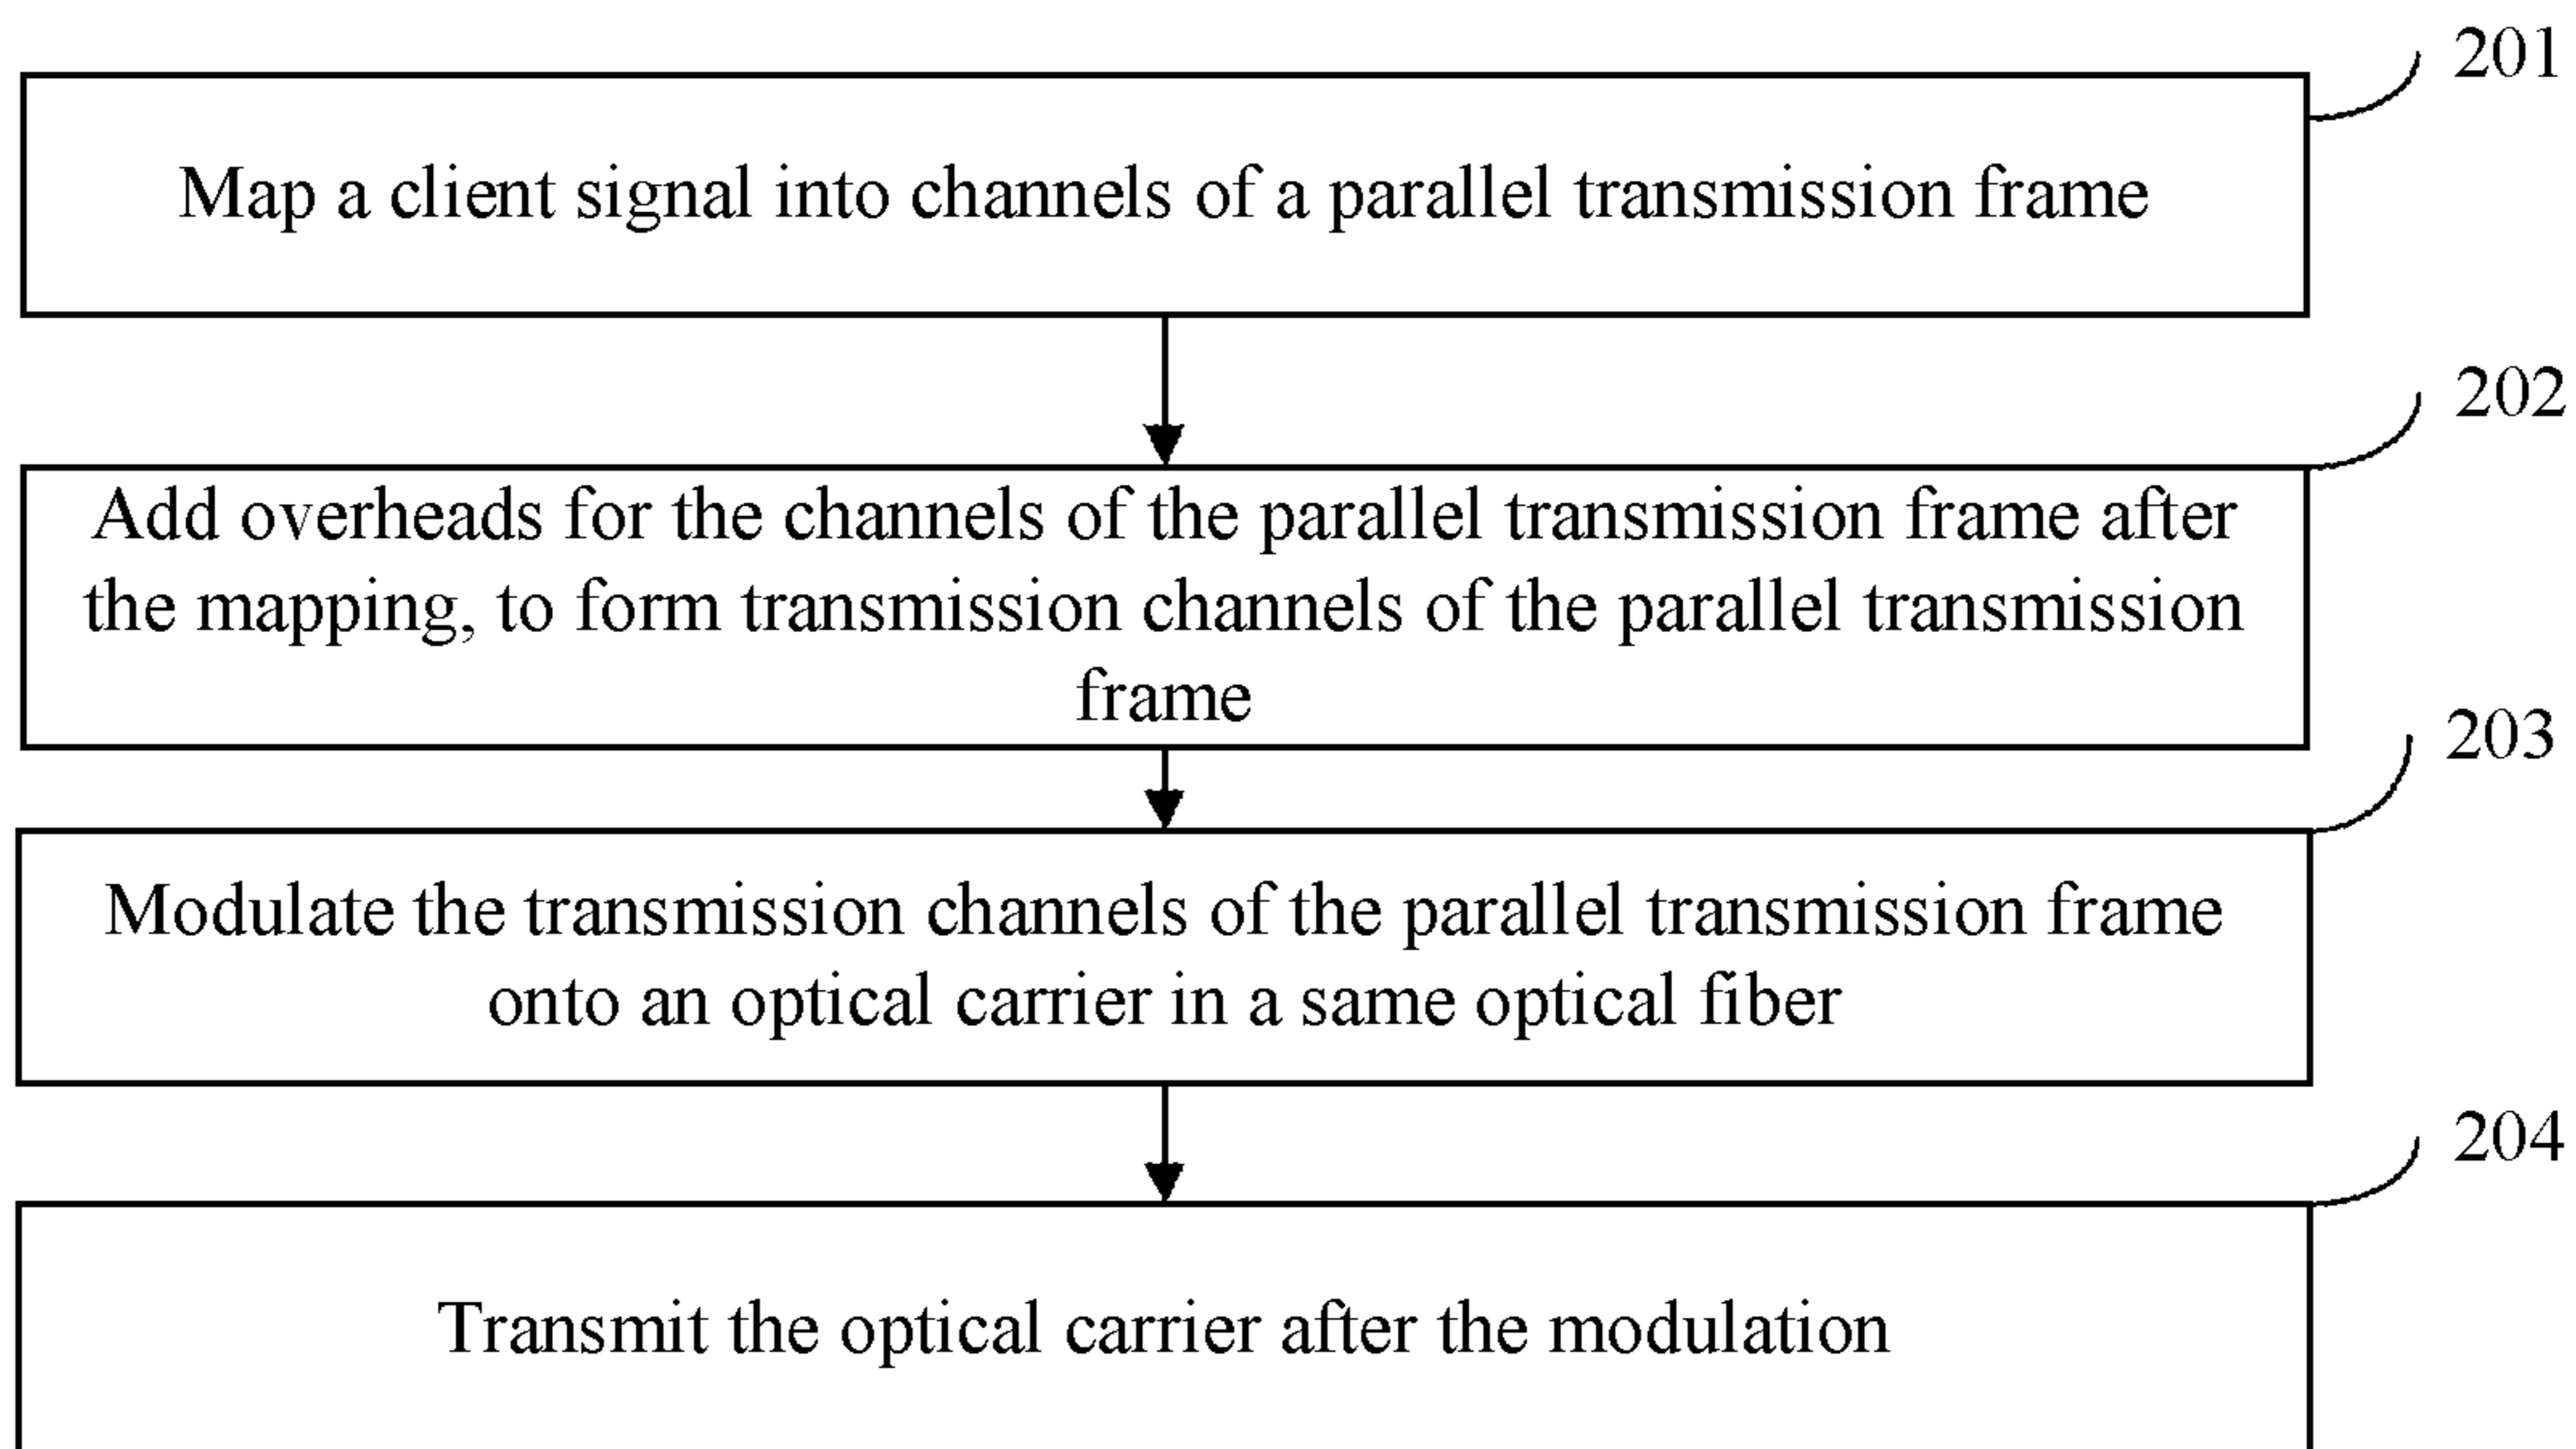 201
Map a client signal into channels of a parallel transmission frame
202
Add overheads for the channels of the parallel transmission frame after
the mapping, to form transmission channels of the parallel transmission
frame
203
Modulate the transmission channels of the parallel transmission frame
onto an optical carrier in a same optical fiber
204
Transmit the optical carrier after the modulation